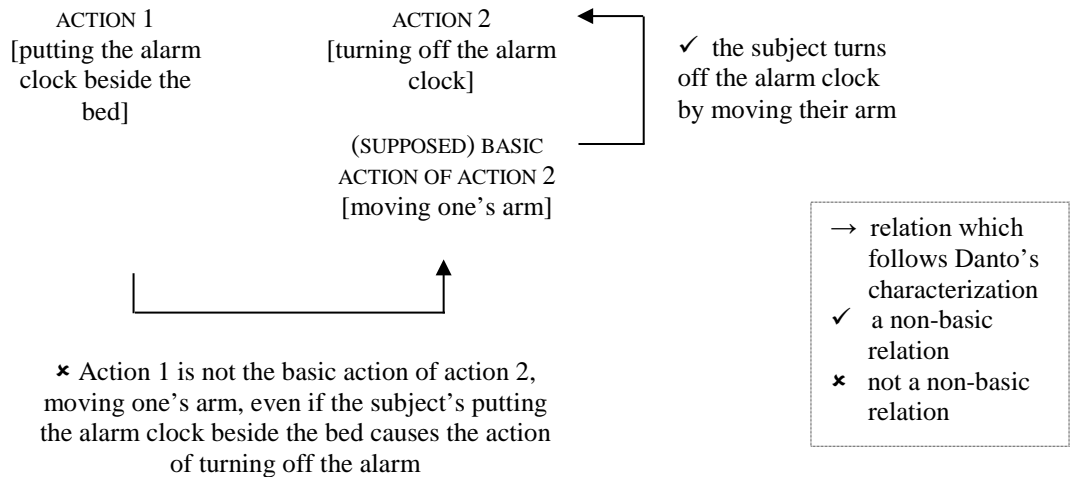 ACTION 1
[putting the alarm
clock beside the
bed]
ACTION 2
[turning off the alarm
clock]
✓ the subject turns
off the alarm clock
by moving their arm
(SUPPOSED) BASIC
ACTION OF ACTION 2
[moving one’s arm]
→ relation which
follows Danto’s
characterization
✓ a non-basic
relation
× not a non-basic
relation
× Action 1 is not the basic action of action 2,
moving one’s arm, even if the subject’s putting
the alarm clock beside the bed causes the action
of turning off the alarm